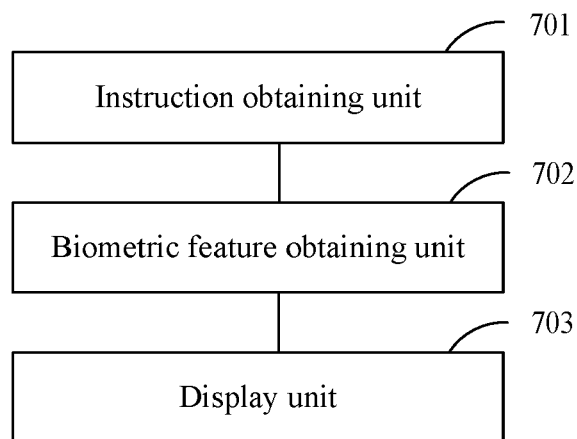 701
Instruction obtaining unit
702
Biometric feature obtaining unit
703
Display unit